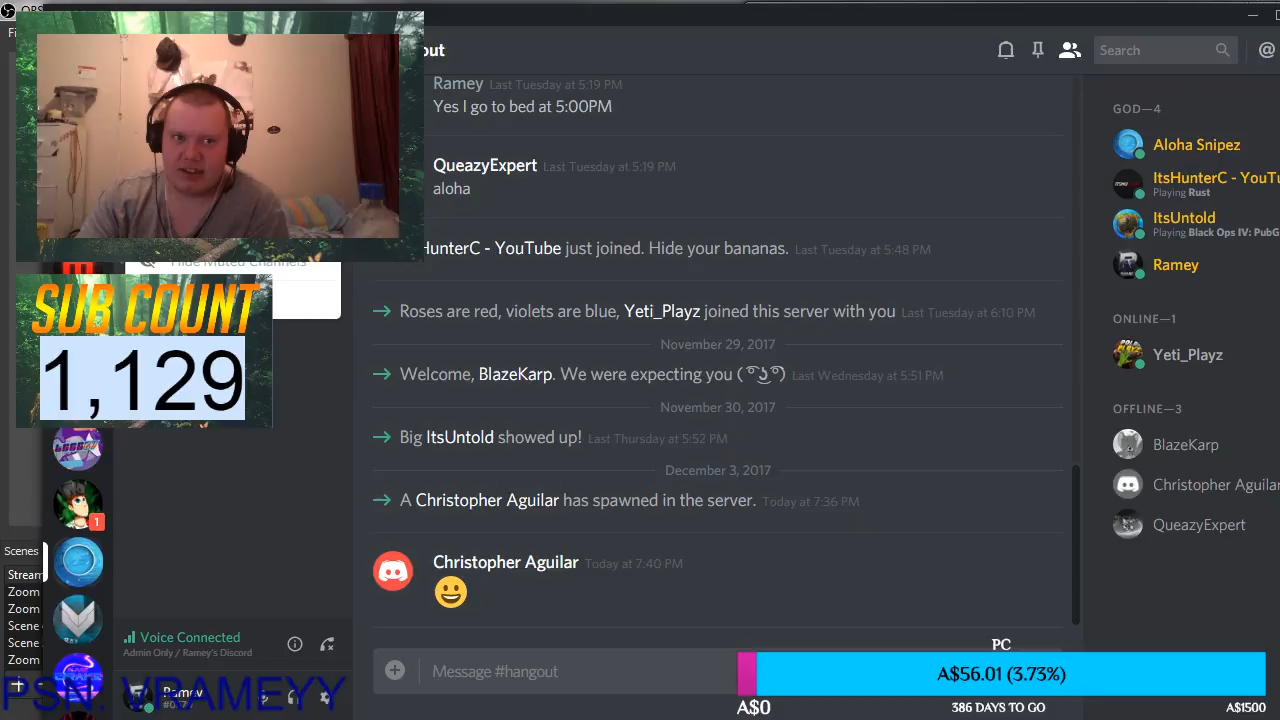 OBS
Fi
out
Search
Ramey Last Tuesday at 5:19 PM
Yes I go to bed at 5:00PM
QueazyExpert Last Tuesday at 5:19 PM
aloha
HunterC - YouTube just joined. Hide your bananas. Last Tuesday at 5:48 PM
Hide Muted Channels
SUB COUNT
1,129
Roses are red, violets are blue, Yeti_Playz joined this server with you Last Tuesday at 6:10 PM
November 29, 2017
Welcome, BlazeKarp. We were expecting you ( ͡° ͜ʖ ͡°) Last Wednesday at 5:51 PM
November 30, 2017
Big ItsUntold showed up! Last Thursday at 5:52 PM
December 3, 2017
A Christopher Aguilar has spawned in the server. Today at 7:36 PM
Christopher Aguilar Today at 7:40 PM
😀
Message #hangout
GOD—4
Aloha Snipez
ItsHunterC - YouTu
Playing Rust
ItsUntold
Playing Black Ops IV: PubG
Ramey
ONLINE—1
Yeti_Playz
OFFLINE—3
BlazeKarp
Christopher Aguilar
QueazyExpert
1
Scenes
Stream
Zoom
Zoom
Scene
Scene
Zoom
Voice Connected
Admin Only / Ramey's Discord
Ramey
PSN: VRAMEYY
PC
A$56.01 (3.73%)
A$0
386 DAYS TO GO
A$1500